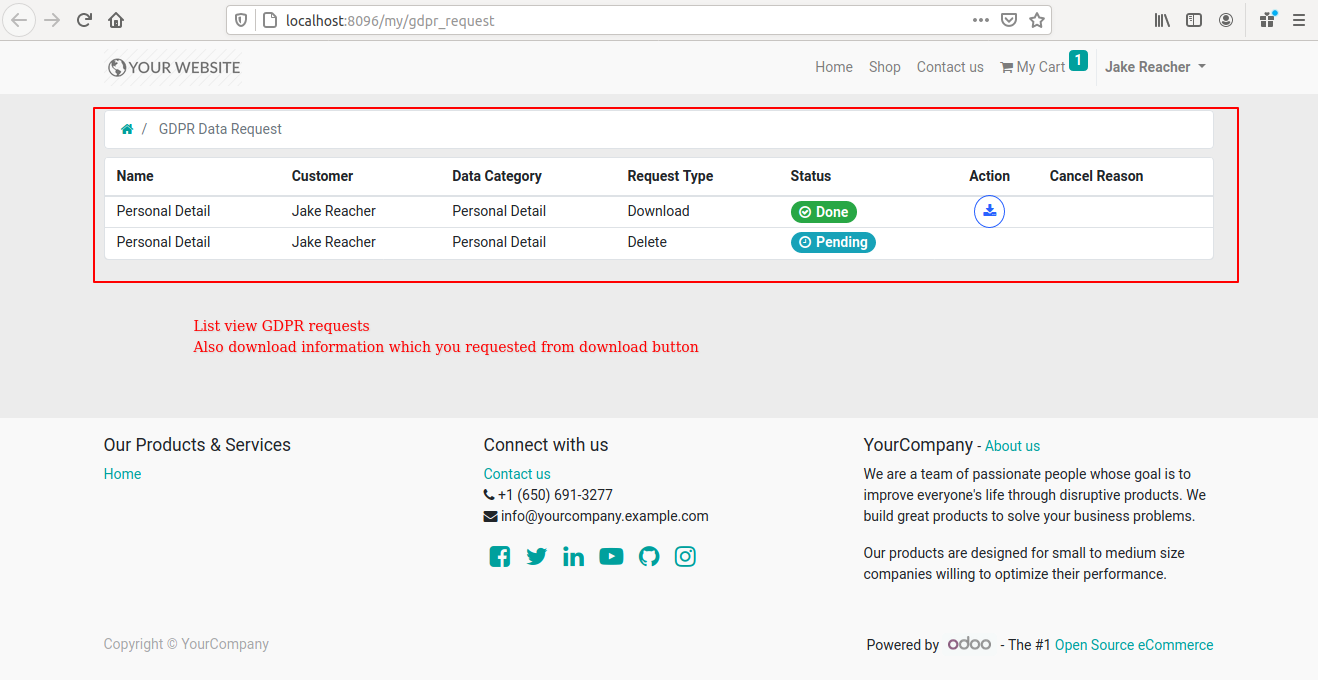 localhost:8096/my/gdpr_request
YOUR WEBSITE
Home Shop Contact us My Cart 1 Jake Reacher
/ GDPR Data Request
Name Customer Data Category Request Type Status Action Cancel Reason
Personal Detail Jake Reacher Personal Detail Download Done
Personal Detail Jake Reacher Personal Detail Delete Pending
List view GDPR requests
Also download information which you requested from download button
Our Products & Services
Home
Connect with us
Contact us
+1 (650) 691-3277
info@yourcompany.example.com
YourCompany - About us
We are a team of passionate people whose goal is to
improve everyone's life through disruptive products. We
build great products to solve your business problems.
Our products are designed for small to medium size
companies willing to optimize their performance.
Copyright © YourCompany
Powered by odoo - The #1 Open Source eCommerce